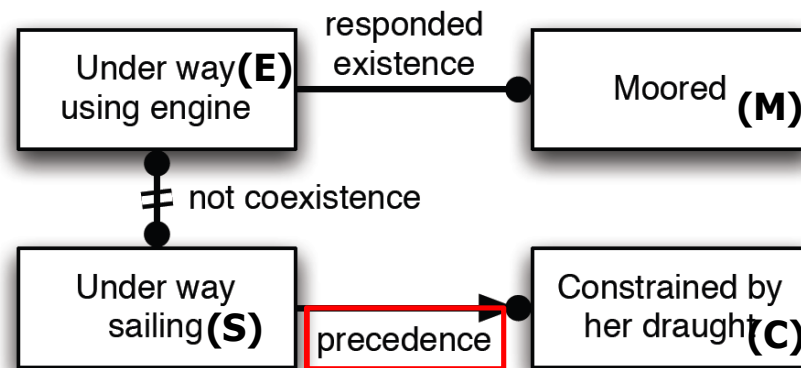 Under way (E)
using engine
responded
existence
Moored (M)
not coexistence
Under way
sailing (S)
precedence
Constrained by
her draught (C)